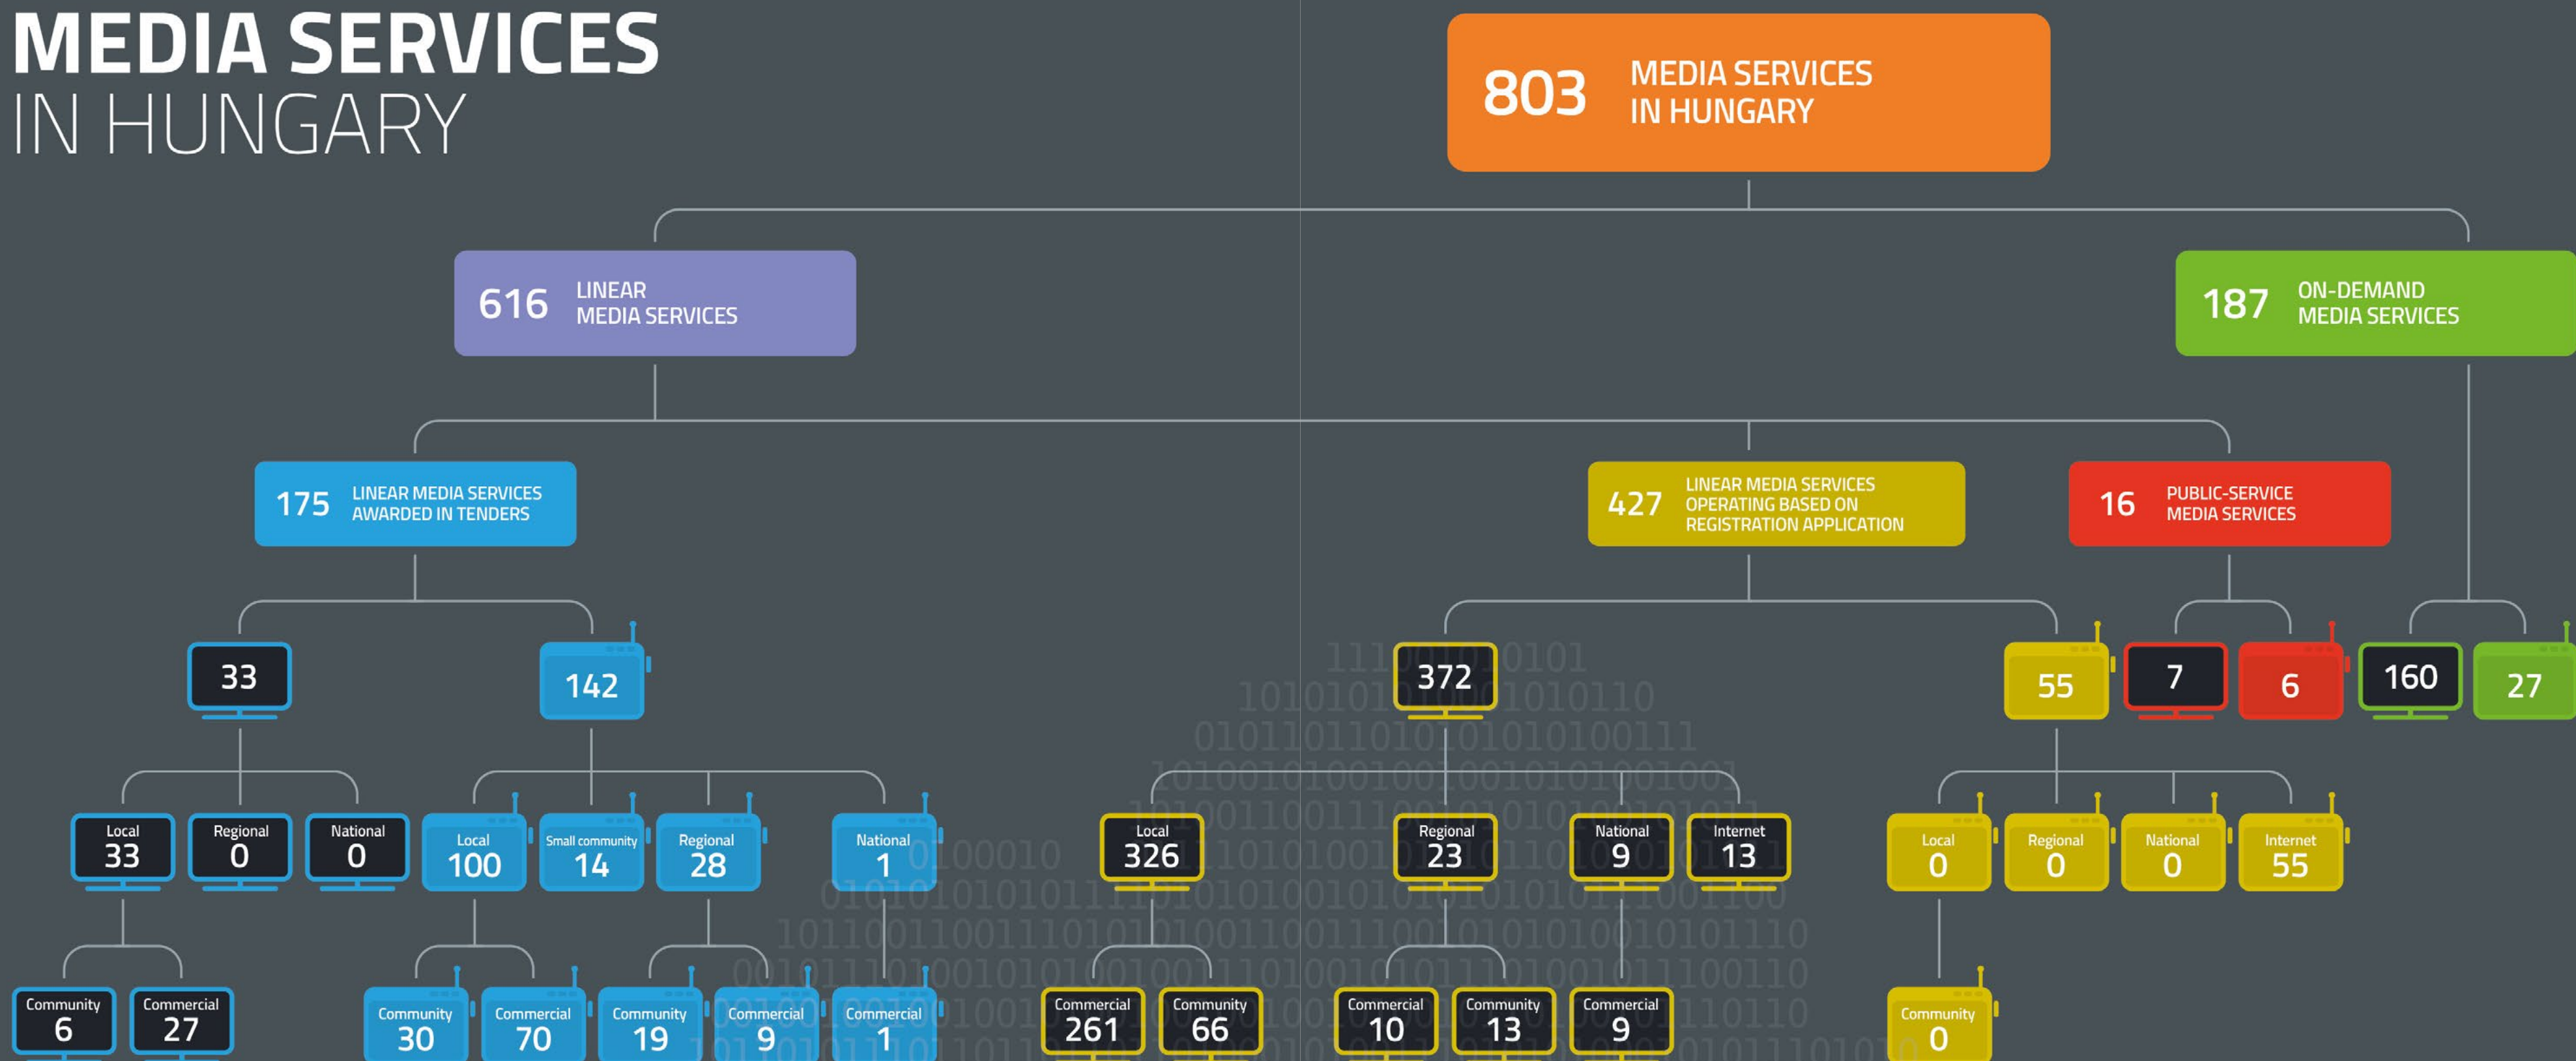 MEDIA SERVICES
IN HUNGARY
803
MEDIA SERVICES
IN HUNGARY
616
LINEAR
MEDIA SERVICES
187
ON-DEMAND
MEDIA SERVICES
175
LINEAR MEDIA SERVICES
AWARDED IN TENDERS
427
LINEAR MEDIA SERVICES
OPERATING BASED ON
REGISTRATION APPLICATION
16
PUBLIC-SERVICE
MEDIA SERVICES
33
142
372
55
7
6
160
27
Local
33
Regional
0
National
0
Local
100
Small community
14
Regional
28
National
1
Local
326
Regional
23
National
9
Internet
13
Local
0
Regional
0
National
0
Internet
55
Community
6
Commercial
27
Community
30
Commercial
70
Community
19
Commercial
9
Commercial
1
Commercial
261
Community
66
Commercial
10
Community
13
Commercial
9
Community
0